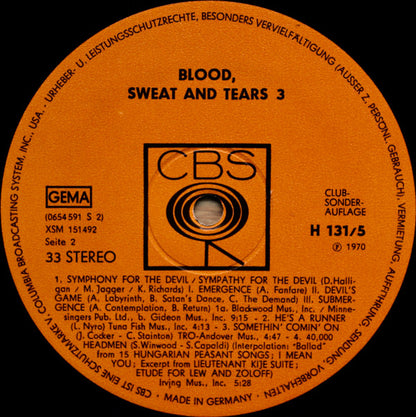 URHEBER- U. LEISTUNGSSCHUTZRECHTE, BESONDERS VERVIELFÄLTIGUNG (AUSSER Z. PERSÖNL. GEBRAUCH), VERMIETUNG, AUFFÜHRUNG, SENDUNG, VORBEHALTEN
BLOOD,
SWEAT AND TEARS 3
CBS
GEMA
(0654 591 S 2)
XSM 151492
Seite 2
33 STEREO
CLUB-
SONDER-
AUFLAGE
H 131/5
℗ 1970
1. SYMPHONY FOR THE DEVIL / SYMPATHY FOR THE DEVIL (D.Halli-
gan / M. Jagger / K. Richards) I. EMERGENCE (A. Fanfare) II. DEVIL'S
GAME (A. Labyrinth, B. Satan's Dance, C. The Demand) III. SUBMER-
GENCE (A. Contemplation, B. Return) 1a. Blackwood Mus., Inc / Minne-
singers Pub. Ltd., b. Gideon Mus., Inc. 9:15 - 2. HE'S A RUNNER
(L. Nyro) Tuna Fish Mus., Inc. 4:13 - 3. SOMETHIN' COMIN' ON
(J. Cocker - C. Stainton) TRO-Andover Mus., 4:47 - 4. 40,000
HEADMEN (S.Winwood - S.Capaldi) (Interpolation: "Ballad"
from 15 HUNGARIAN PEASANT SONGS; I MEAN
YOU; Excerpt from LIEUTENANT KIJE SUITE;
ETUDE FOR LEW AND ZOLOFF)
Irving Mus., Inc. 5:28
CBS IST EINE SCHUTZMARKE V. COLUMBIA BROADCASTING SYSTEM, INC., USA.
MADE IN GERMANY